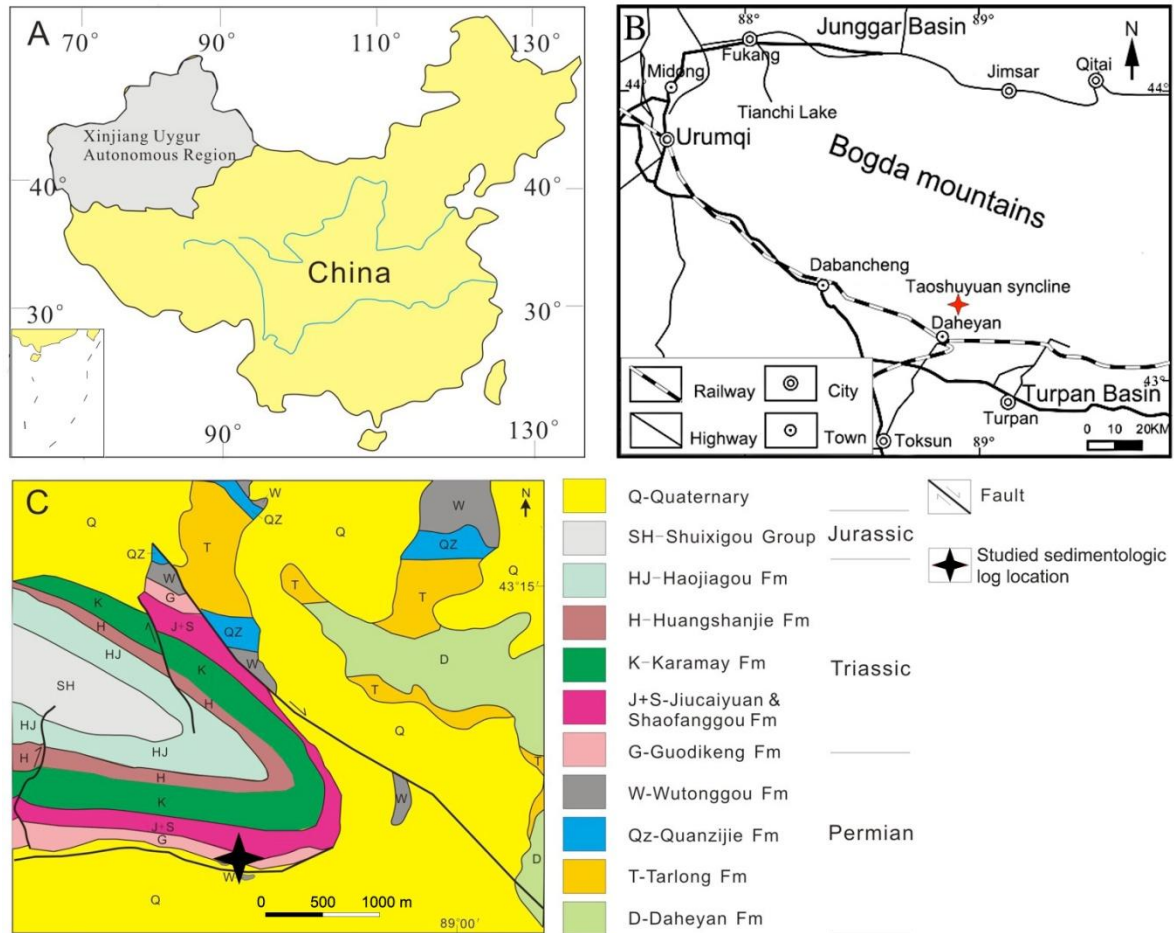 A
70°
90°
110°
130°
Xinjiang Uygur
Autonomous Region
40°
40°
China
30°
30°
90°
130°
B
88°
Junggar Basin
89°
N
Fukang
Midong
44°
Jimsar
Qitai
44°
Tianchi Lake
Urumqi
Bogda mountains
Dabancheng
Taoshuyuan syncline
Daheyan
43°
Railway
City
Turpan Basin
Turpan
Highway
Town
Toksun
89°
0 10 20KM
C
N
Q
W
QZ
W
Q
T
Q
QZ
QZ
W
Q
43°15′
T
T
K
G
H
J+S
QZ
HJ
K
W
D
SH
H
T
HJ
Q
HJ
H
T
H
K
W
J+S
G
D
W
Q
0 500 1000 m
89°00′
Q-Quaternary
SH-Shuixigou Group
Jurassic
HJ-Haojiagou Fm
H-Huangshanjie Fm
K-Karamay Fm
Triassic
J+S-Jiucaiyuan &
Shaofanggou Fm
G-Guodikeng Fm
W-Wutonggou Fm
Qz-Quanzijie Fm
Permian
T-Tarlong Fm
D-Daheyan Fm
Fault
Studied sedimentologic
log location